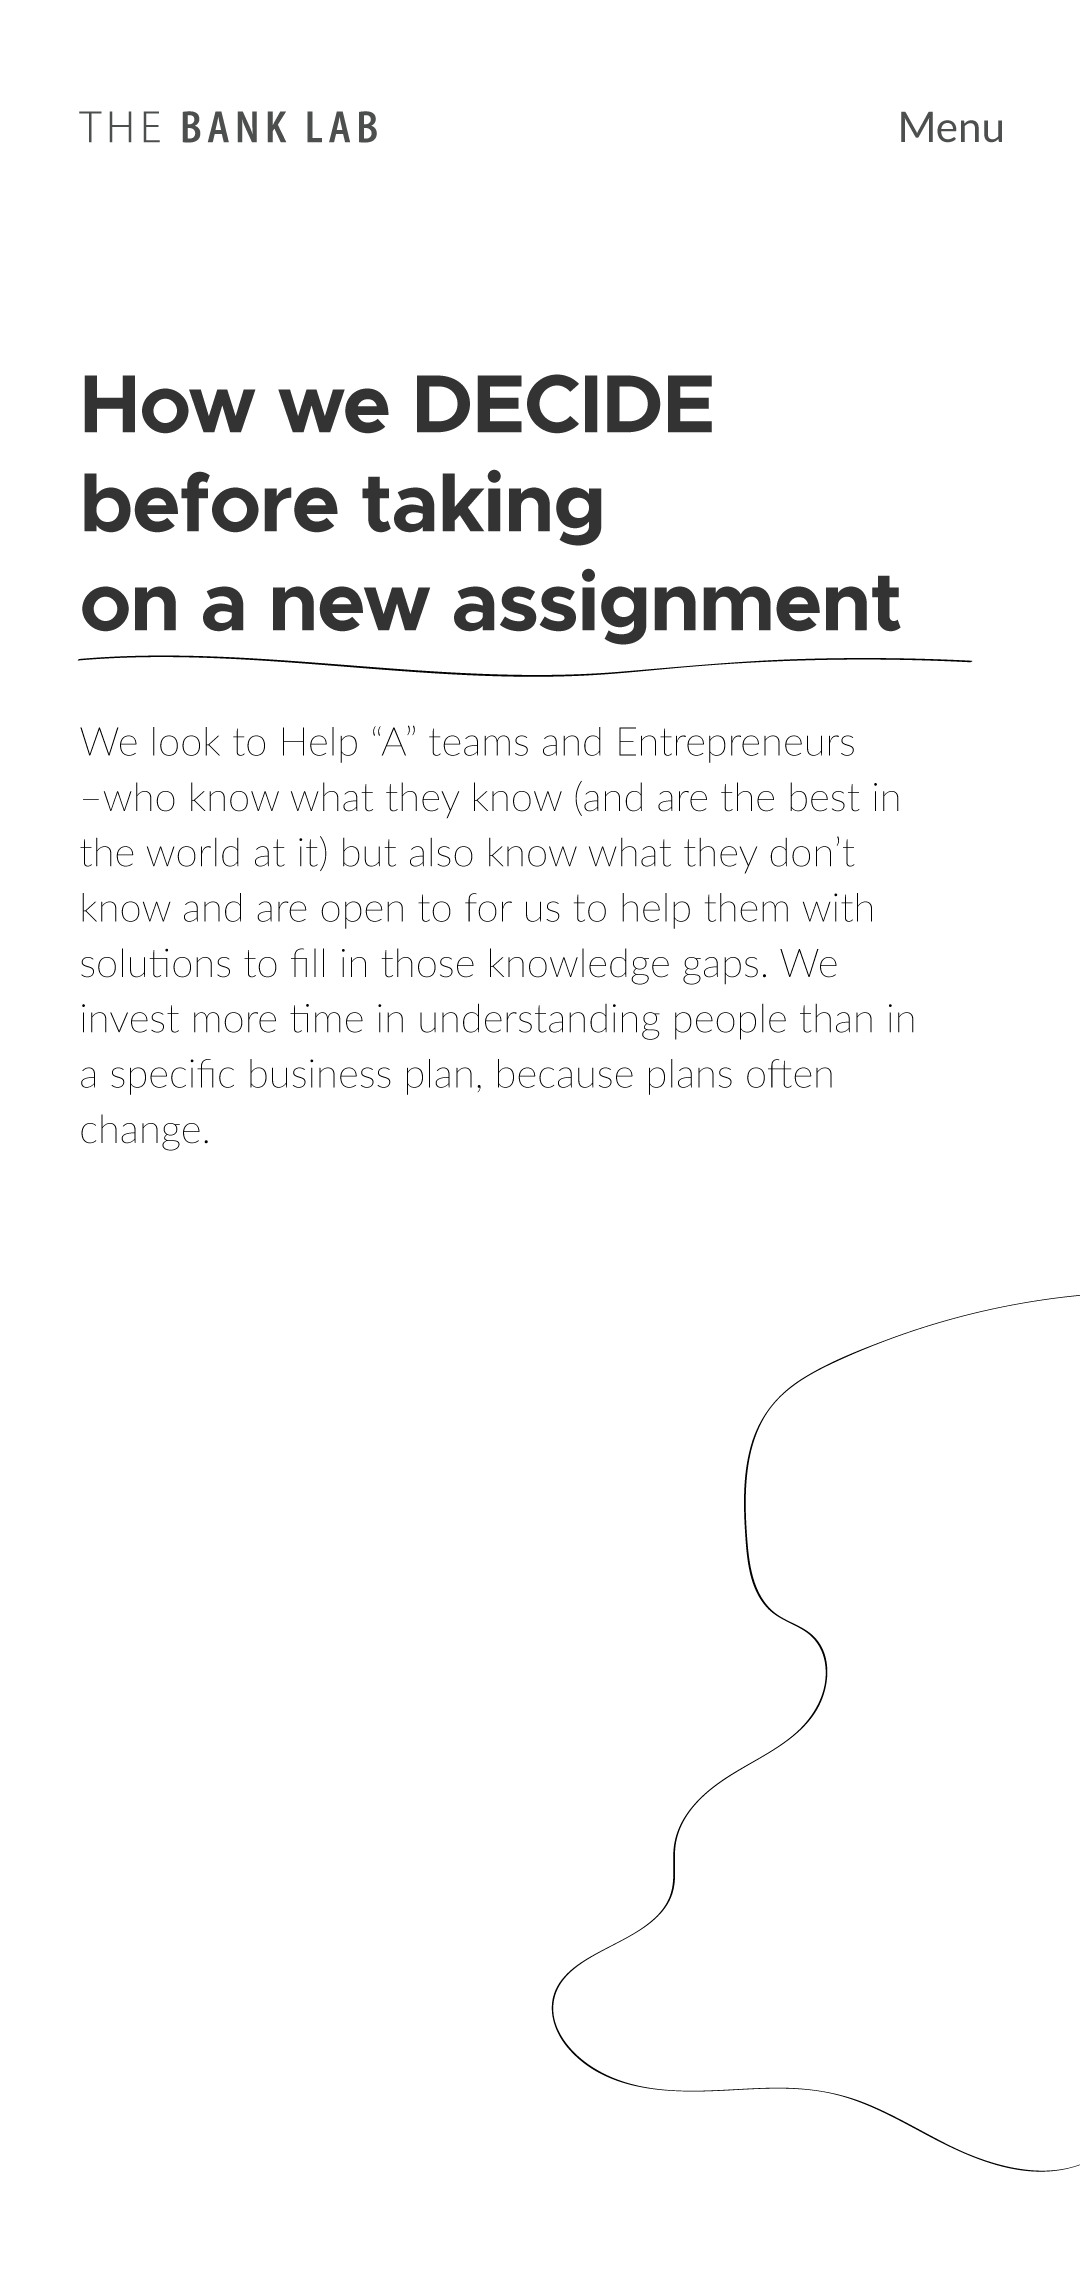 THE BANK LAB
Menu
How we DECIDE
before taking
on a new assignment
We look to Help “A” teams and Entrepreneurs
–who know what they know (and are the best in
the world at it) but also know what they don’t
know and are open to for us to help them with
solutions to fill in those knowledge gaps. We
invest more time in understanding people than in
a specific business plan, because plans often
change.